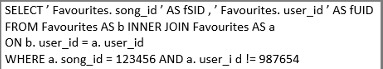 SELECT ’ Favourites. song_id ’ AS fSID , ’ Favourites. user_id ’ AS fUID
FROM Favourites AS b INNER JOIN Favourites AS a
ON b. user_id = a. user_id
WHERE a. song_id = 123456 AND a. user_i d != 987654